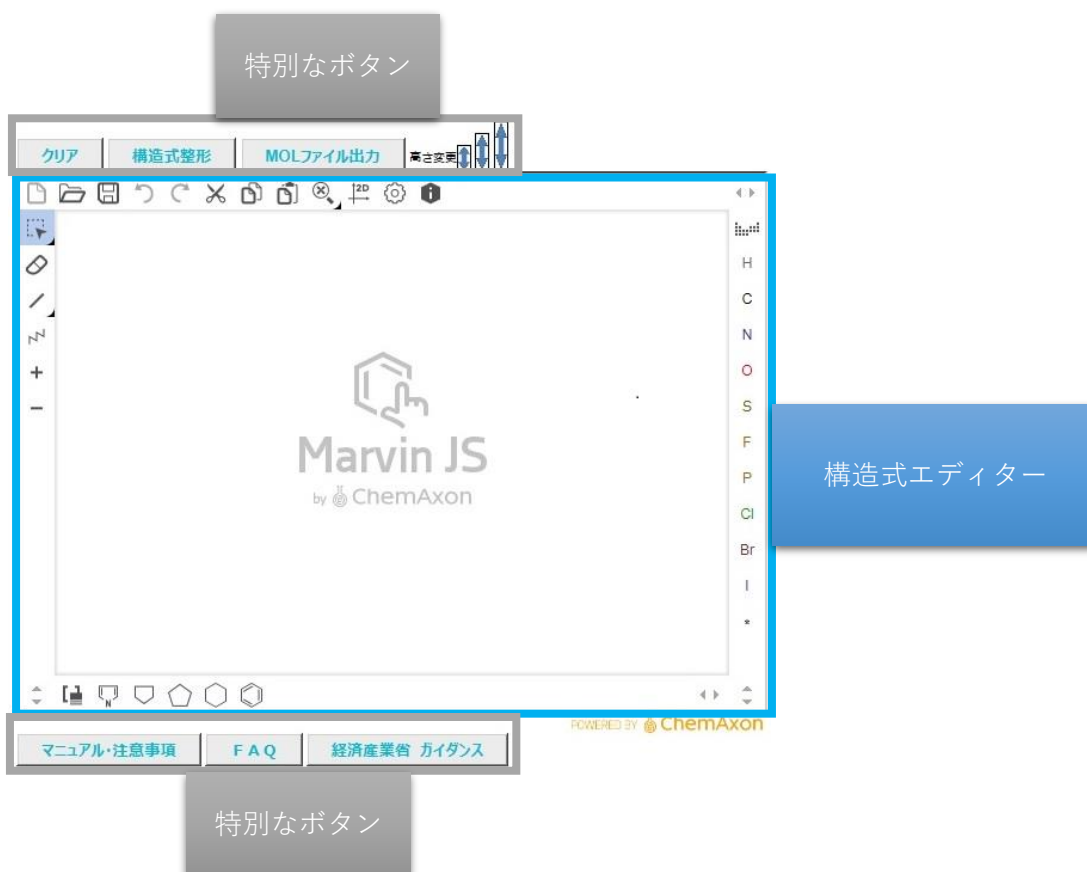 特別なボタン
クリア
構造式整形
MOLファイル出力
高さ変更
2D
H
C
N
O
S
F
P
Cl
Br
I
*
Marvin JS
by ChemAxon
構造式エディター
N
POWERED BY ChemAxon
マニュアル・注意事項
ＦＡＱ
経済産業省 ガイダンス
特別なボタン